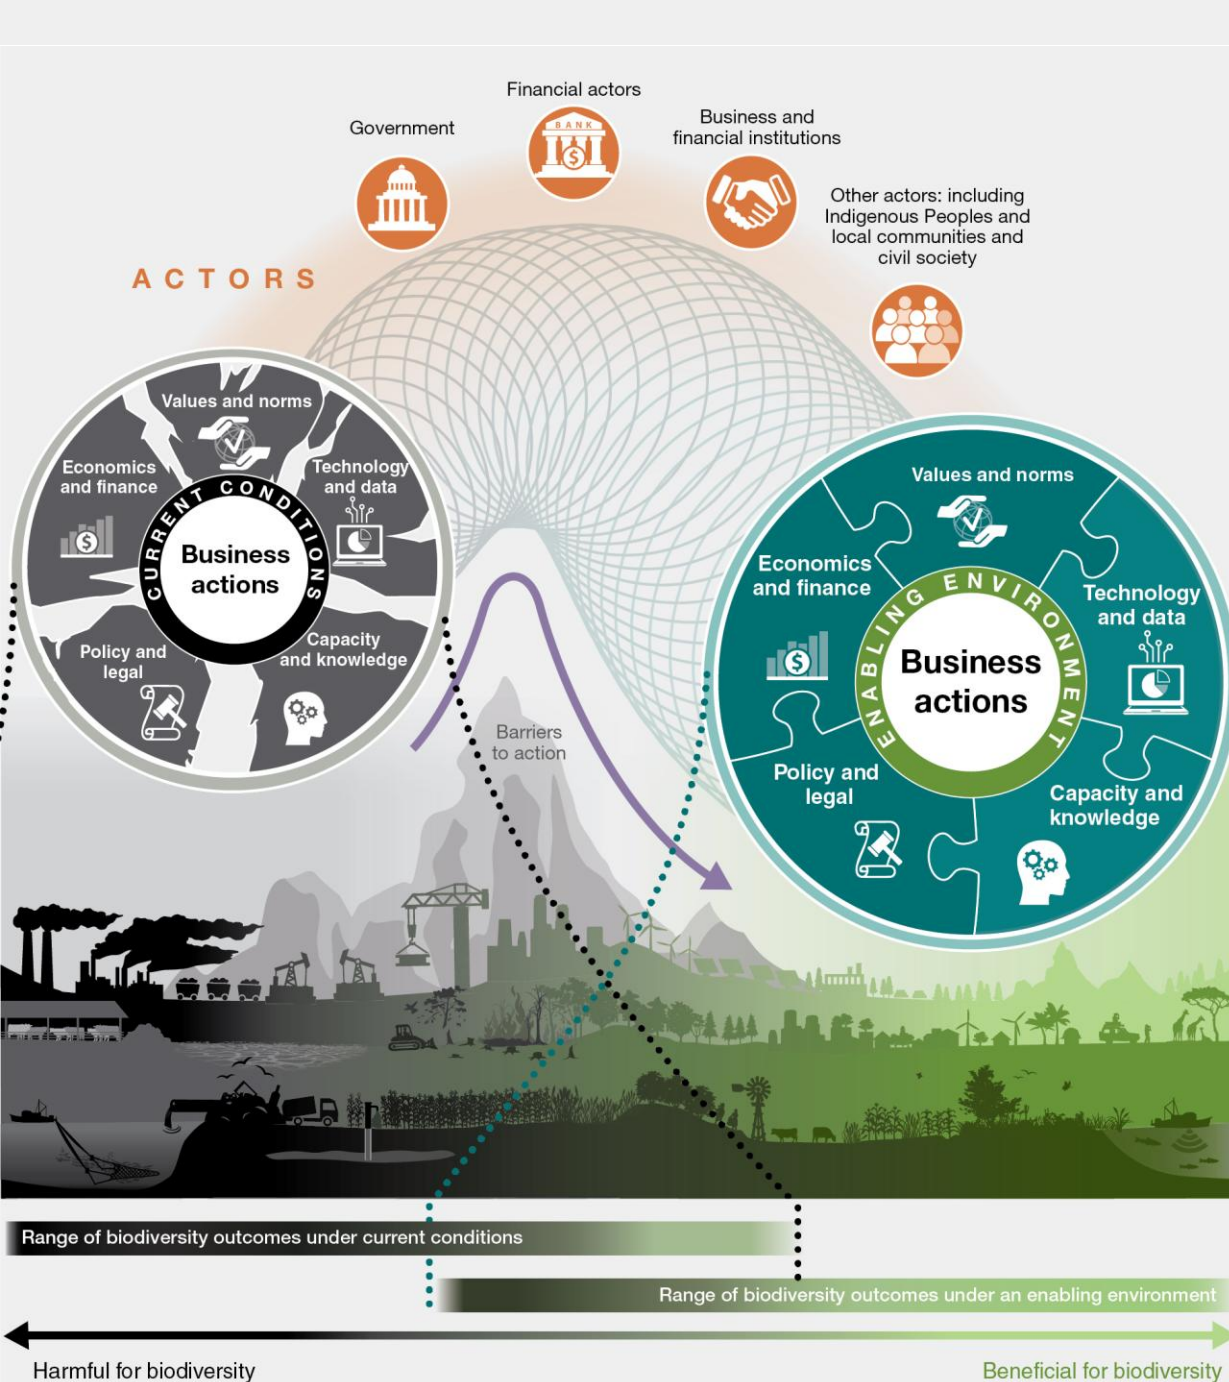 Financial actors
Government
Business and
financial institutions
Other actors: including
Indigenous Peoples and
local communities and
civil society
BANK
$
ACTORS
Values and norms
Economics
and finance
Technology
and data
$
CURRENT CONDITIONS
Business
actions
Policy and
legal
Capacity
and knowledge
Values and norms
Economics
and finance
Technology
and data
$
ENABLING ENVIRONMENT
Business
actions
Policy and
legal
Capacity and
knowledge
Barriers
to action
Range of biodiversity outcomes under current conditions
Range of biodiversity outcomes under an enabling environment
Harmful for biodiversity
Beneficial for biodiversity